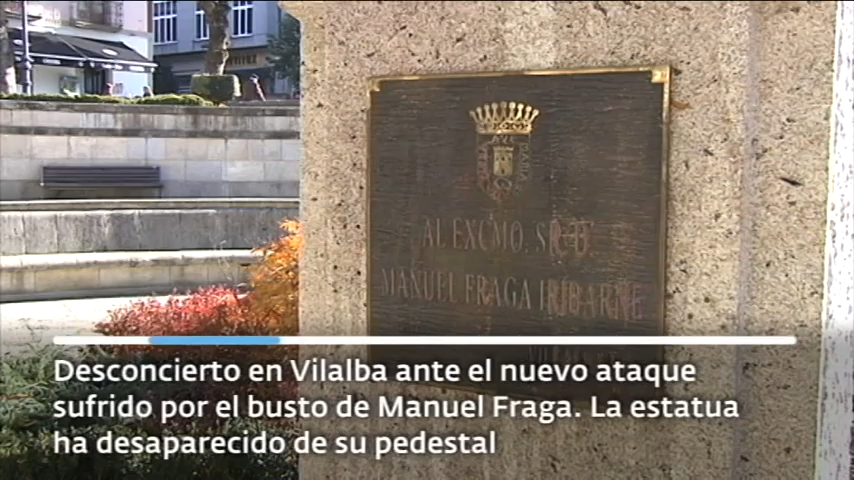 AL EXCMO. SR. D.
MANUEL FRAGA IRIBARNE
Desconcierto en Vilalba ante el nuevo ataque
sufrido por el busto de Manuel Fraga. La estatua
ha desaparecido de su pedestal